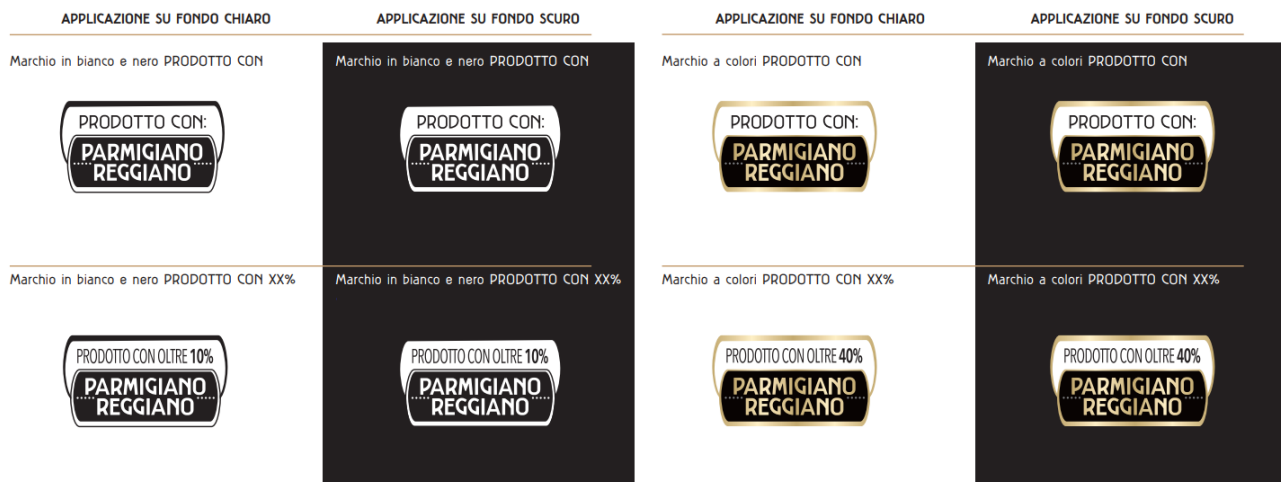 APPLICAZIONE SU FONDO CHIARO
APPLICAZIONE SU FONDO SCURO
APPLICAZIONE SU FONDO CHIARO
APPLICAZIONE SU FONDO SCURO
Marchio in bianco e nero PRODOTTO CON
Marchio in bianco e nero PRODOTTO CON
Marchio a colori PRODOTTO CON
Marchio a colori PRODOTTO CON
PRODOTTO CON:
PARMIGIANO
REGGIANO
PRODOTTO CON:
PARMIGIANO
REGGIANO
PRODOTTO CON:
PARMIGIANO
REGGIANO
PRODOTTO CON:
PARMIGIANO
REGGIANO
Marchio in bianco e nero PRODOTTO CON XX%
Marchio in bianco e nero PRODOTTO CON XX%
Marchio a colori PRODOTTO CON XX%
Marchio a colori PRODOTTO CON XX%
PRODOTTO CON OLTRE 10%
PARMIGIANO
REGGIANO
PRODOTTO CON OLTRE 10%
PARMIGIANO
REGGIANO
PRODOTTO CON OLTRE 40%
PARMIGIANO
REGGIANO
PRODOTTO CON OLTRE 40%
PARMIGIANO
REGGIANO